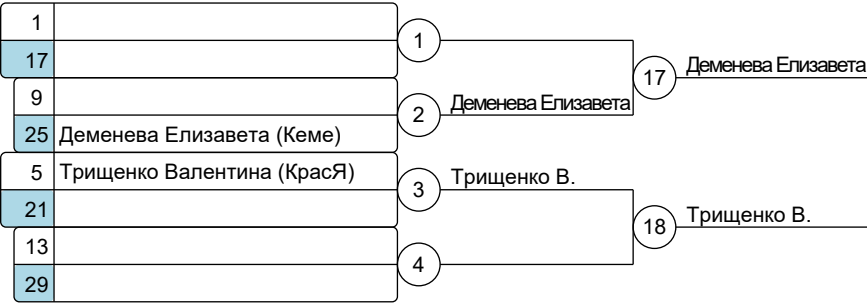 1
17
1
9
25 Деменева Елизавета (Кеме)
2 Деменева Елизавета
17 Деменева Елизавета
5 Трищенко Валентина (КрасЯ)
21
3 Трищенко В.
13
29
4
18 Трищенко В.